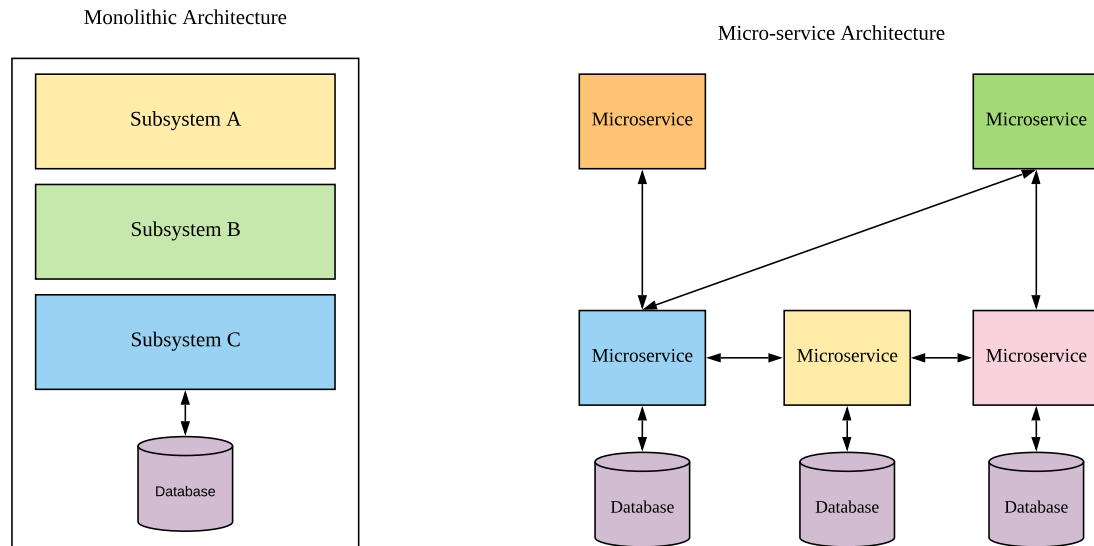 Monolithic Architecture
Subsystem A
Subsystem B
Subsystem C
Database
Micro-service Architecture
Microservice
Microservice
Microservice
Microservice
Microservice
Database
Database
Database